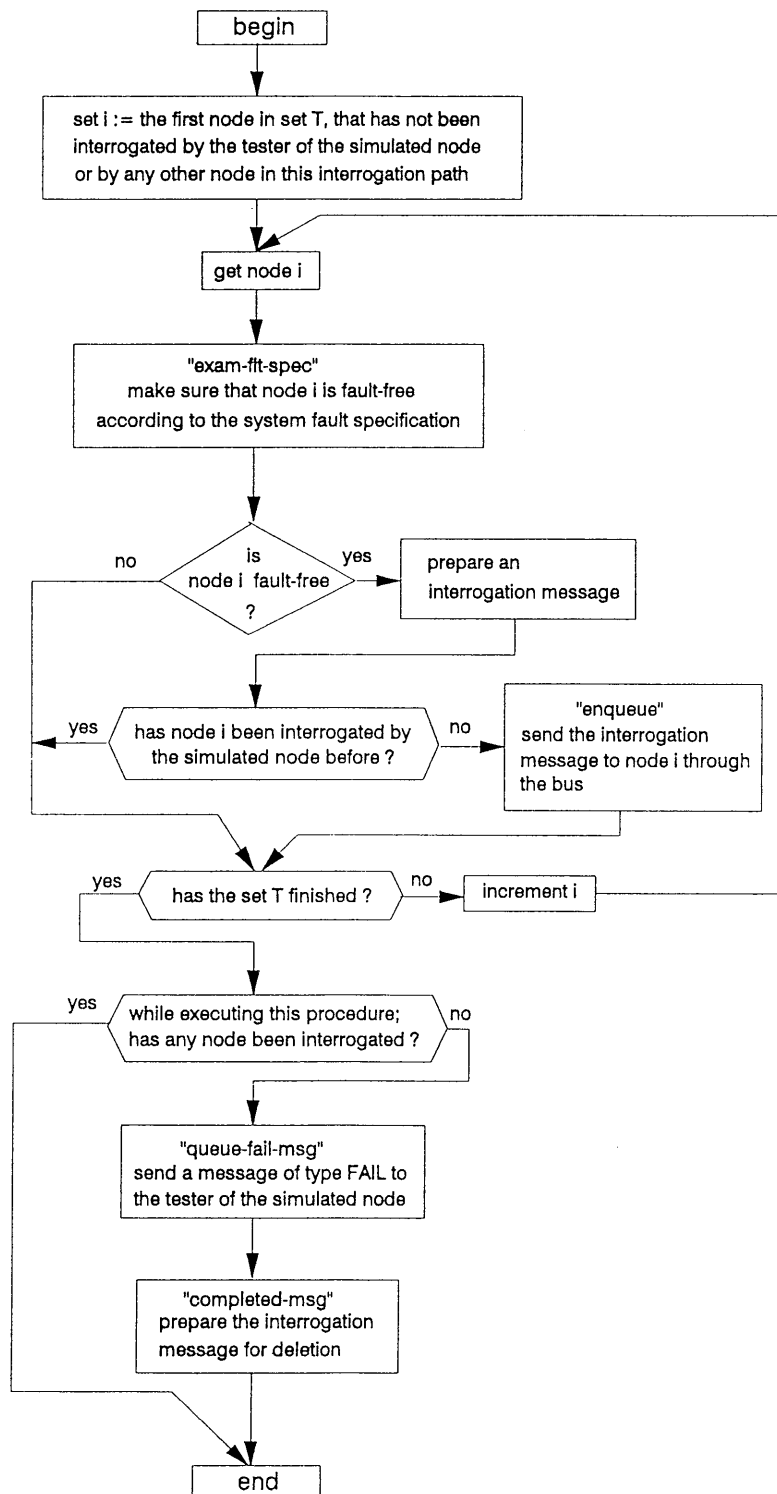 begin
set i := the first node in set T, that has not been
interrogated by the tester of the simulated node
or by any other node in this interrogation path
get node i
"exam-flt-spec"
make sure that node i is fault-free
according to the system fault specification
no
is
node i fault-free
?
yes
prepare an
interrogation message
yes
has node i been interrogated by
the simulated node before ?
no
"enqueue"
send the interrogation
message to node i through
the bus
yes
has the set T finished ?
no
increment i
yes
while executing this procedure;
has any node been interrogated ?
no
"queue-fail-msg"
send a message of type FAIL to
the tester of the simulated node
"completed-msg"
prepare the interrogation
message for deletion
end